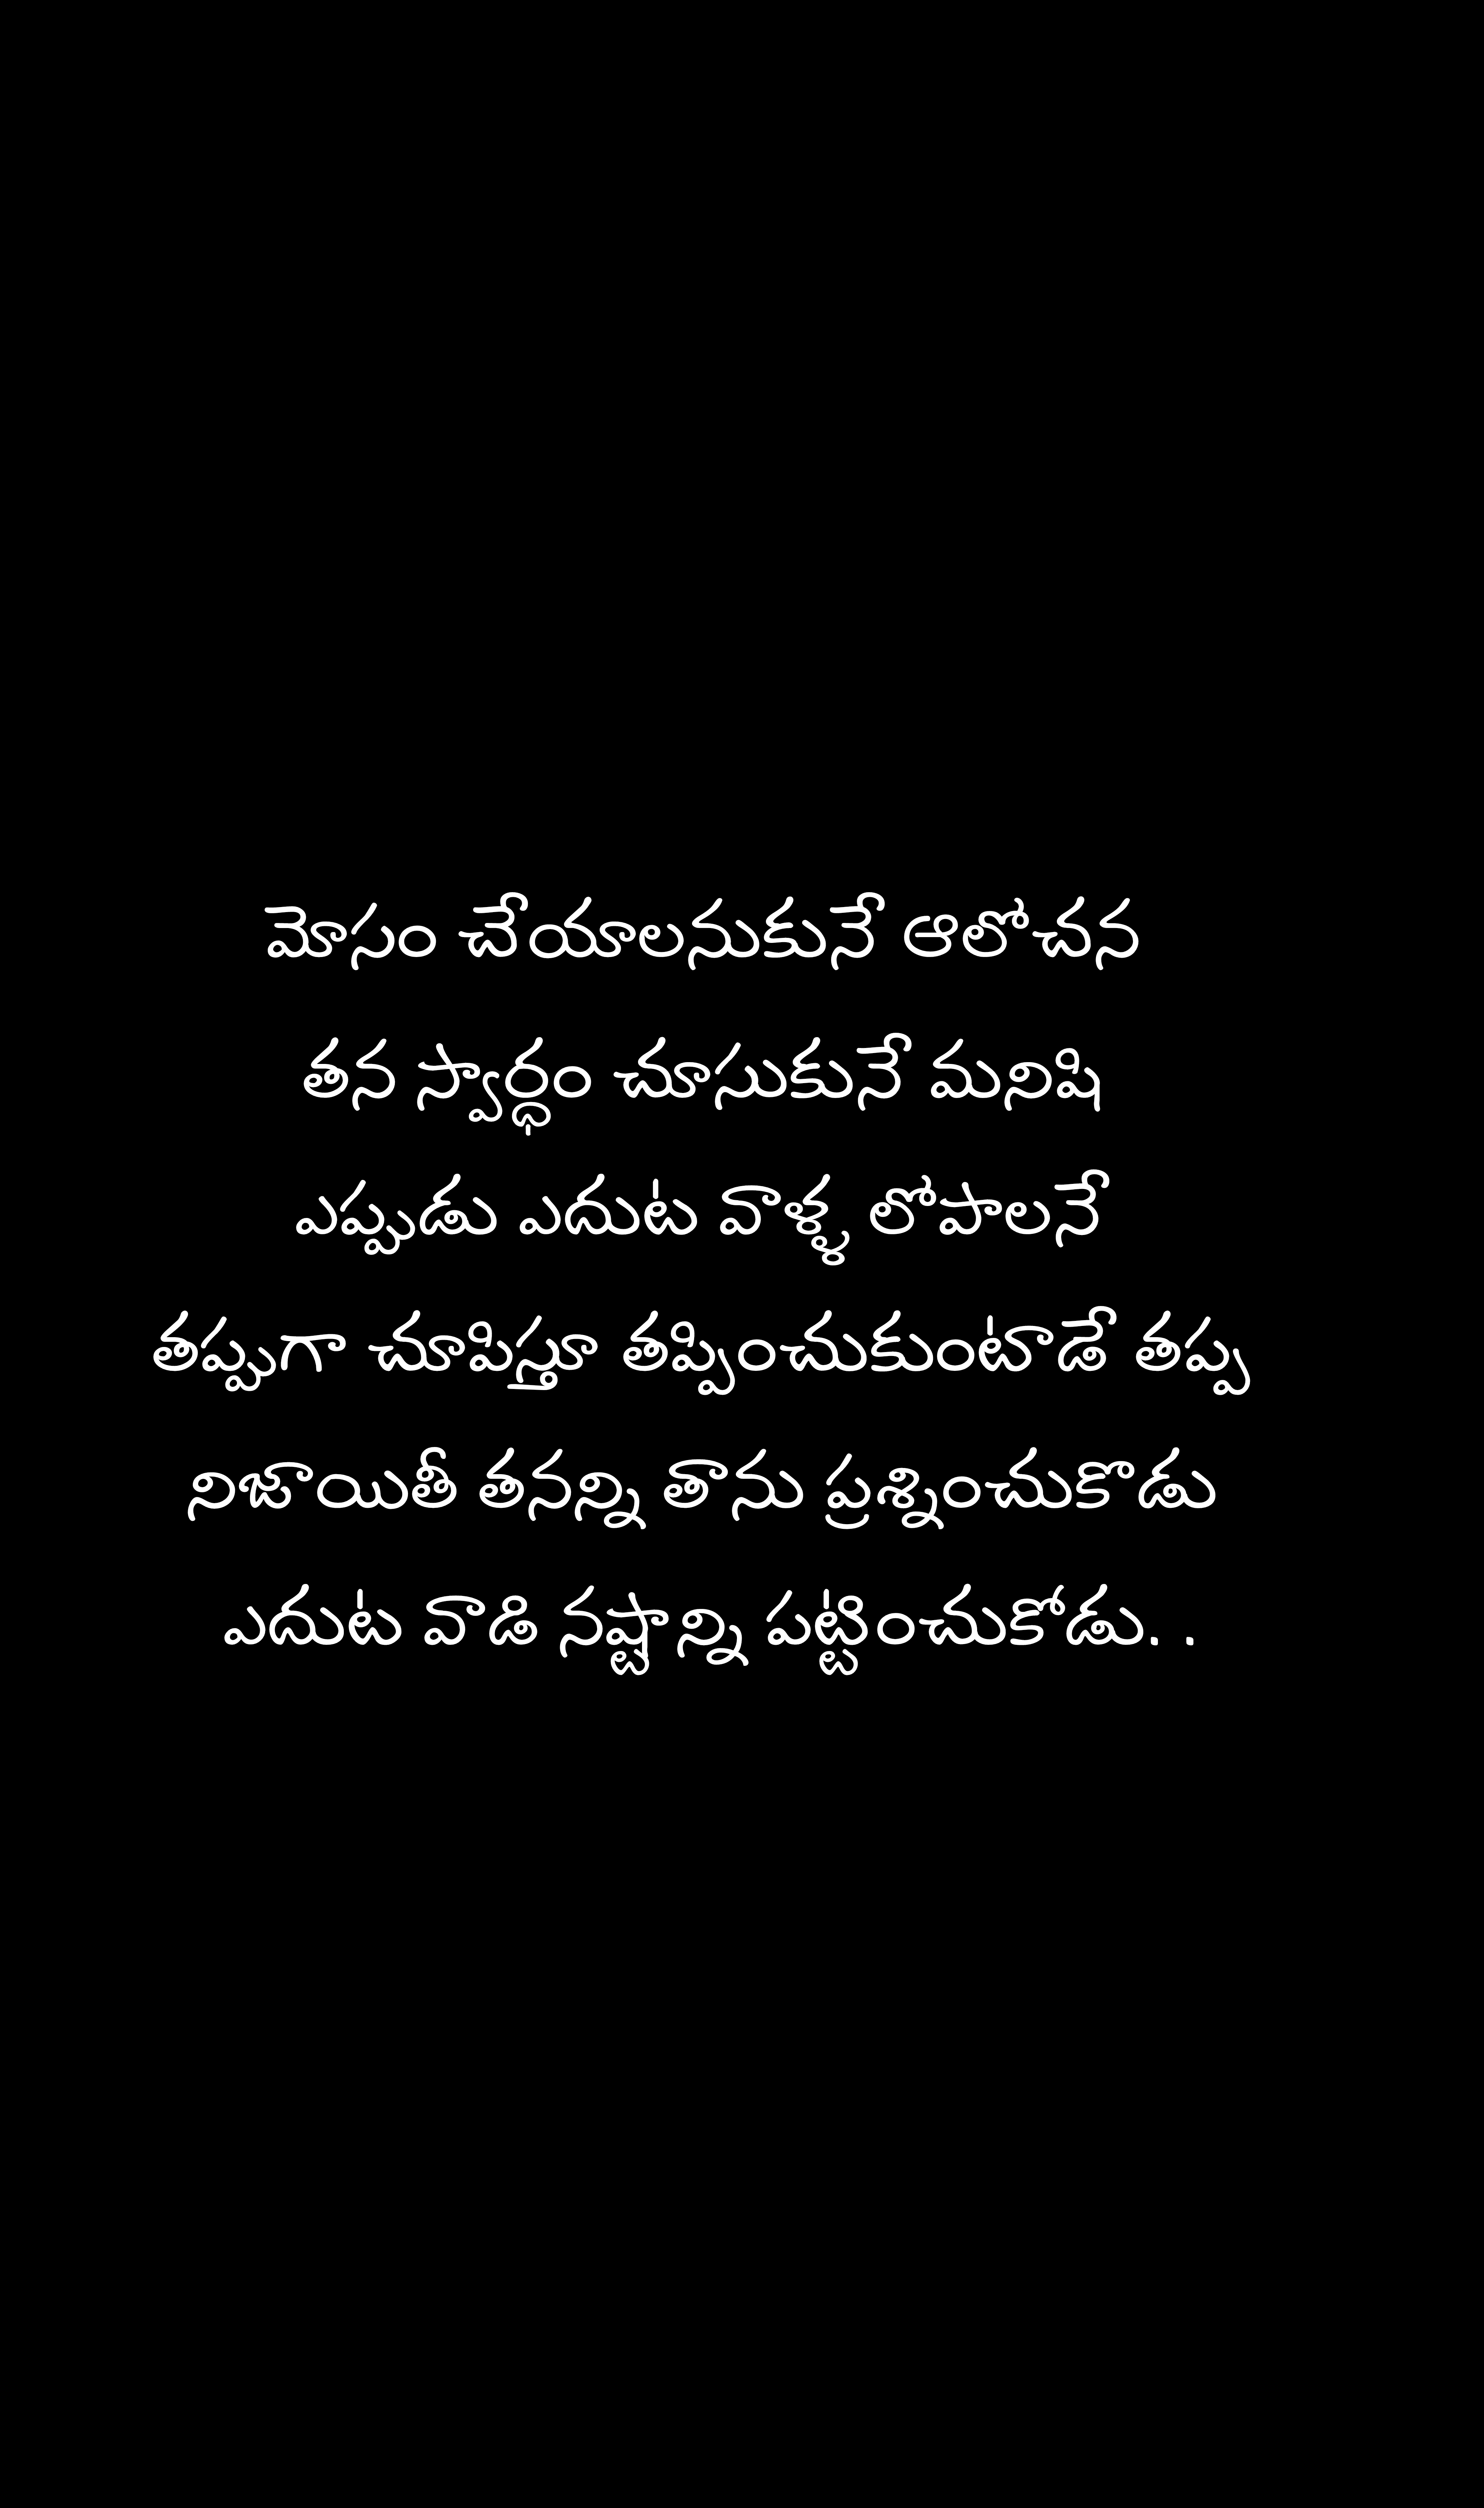 మోసం చేయాలనుకునే ఆలోచన
తన స్వార్థం చూసుకునే మనిషి
ఎప్పుడు ఎదుట వాళ్ళ లోపాలనే
తప్పుగా చూపిస్తూ తప్పించుకుంటాడే తప్ప
నిజాయితీ తనన్నా తాను ప్రశ్నించుకొడు
ఎదుట వాడి నష్టాన్నా పట్టించుకోడు..